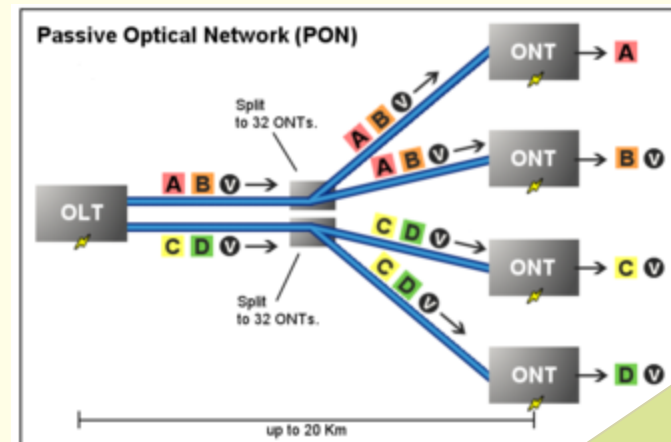 Passive Optical Network (PON)
ONT
A
Split
to 32 ONTs.
A B V
A B V
ONT
B V
A B V
OLT
C D V
C D V
ONT
C V
C D V
Split
to 32 ONTs.
ONT
D V
up to 20 Km